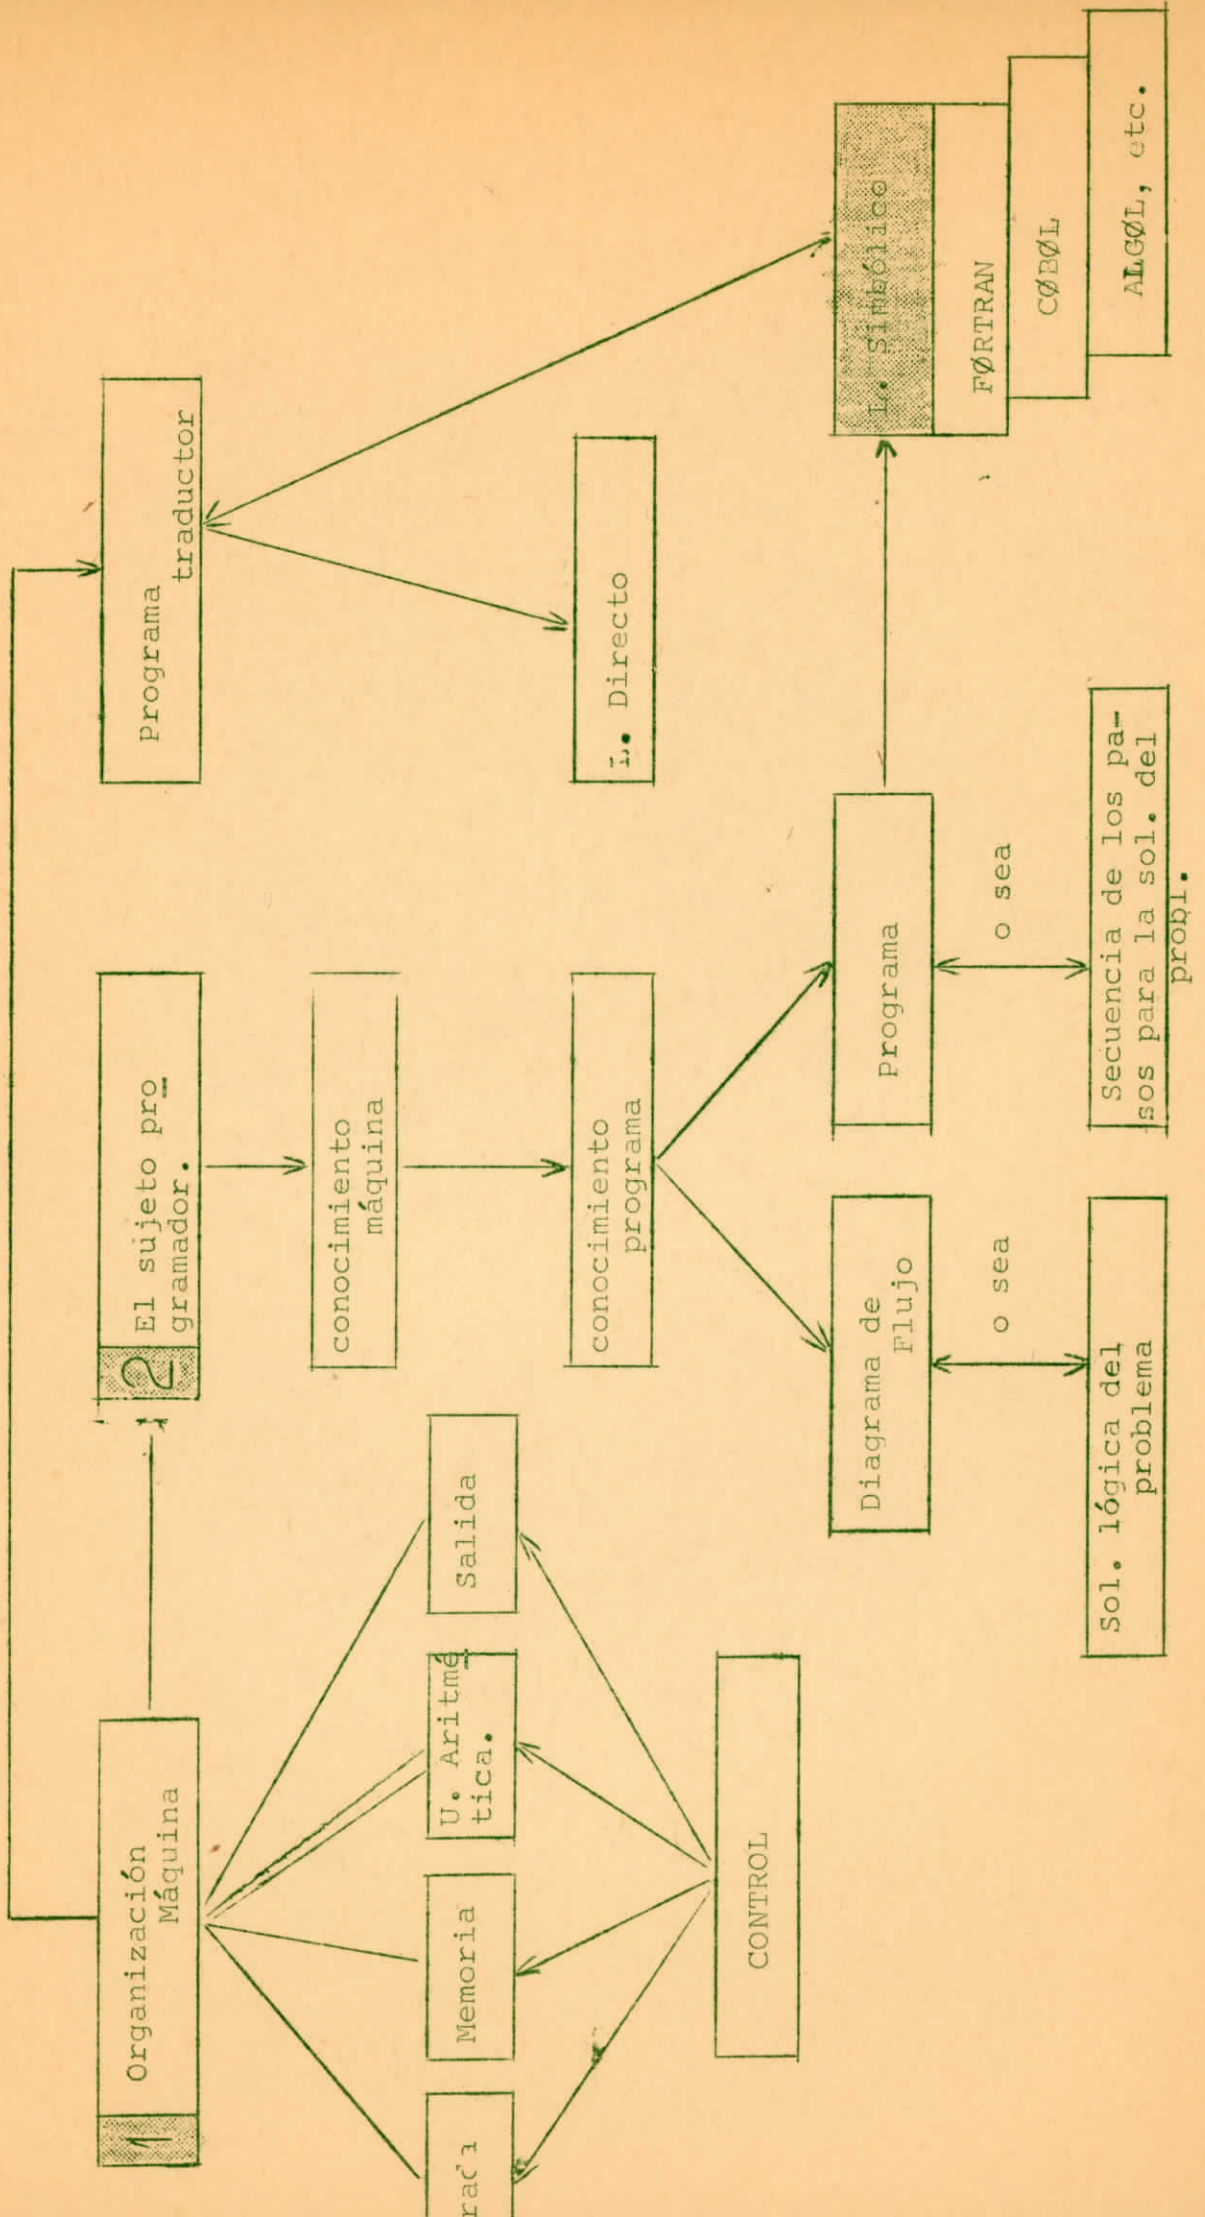 1
Organización
Máquina
2
El sujeto pro
gramador.
Programa
traductor
conocimiento
máquina
Memoria
U. Aritmé
tica.
Salida
conocimiento
programa
L. Directo
CONTROL
Diagrama de
Flujo
Programa
L. Simbólico
FØRTRAN
CØBØL
ALGØL, etc.
o sea
o sea
Sol. lógica del
problema
Secuencia de los pa-
sos para la sol. del
probl.